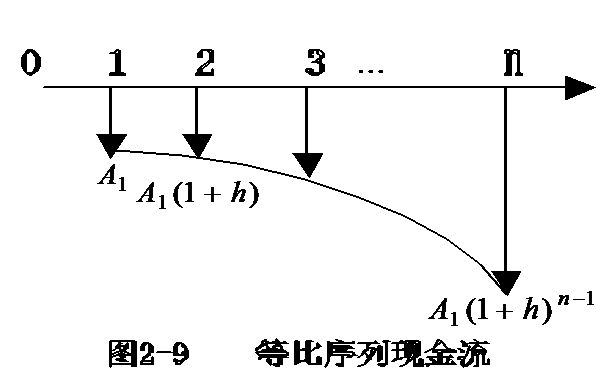 0 1 2 3 … n
A₁
A₁(1 + h)
A₁(1 + h)ⁿ⁻¹
图2-9 等比序列现金流